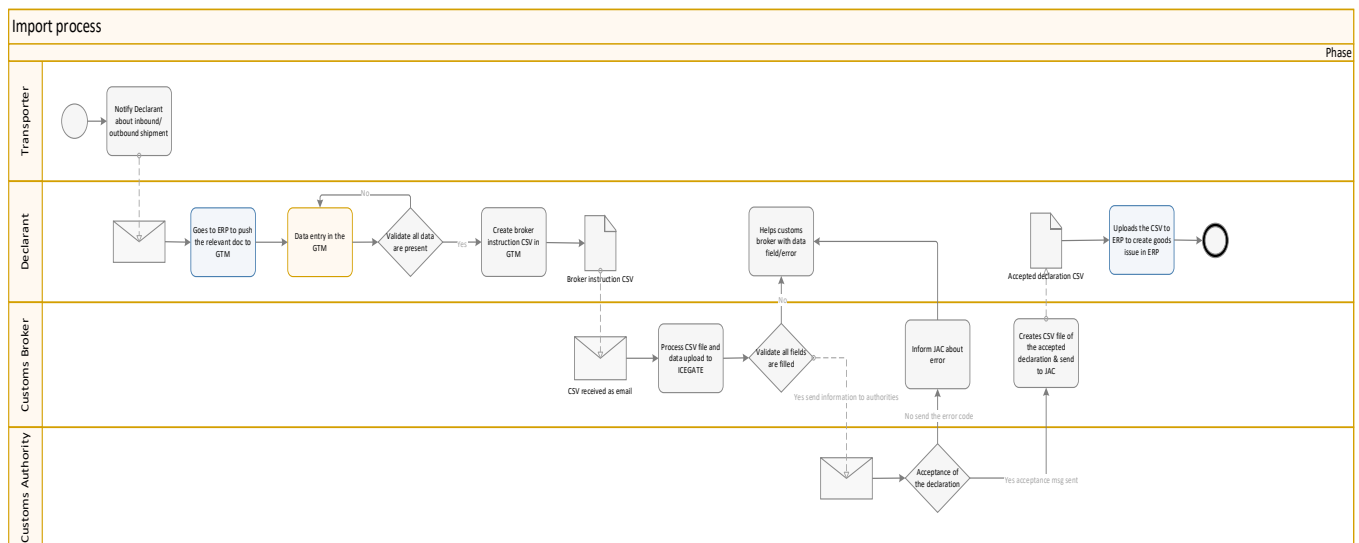 Import process
Phase
Transporter
Notify Declarant
about inbound/
outbound shipment
Declarant
Goes to ERP to push
the relevant doc to
GTM
Data entry in the
GTM
No
Validate all data
are present
Yes
Create broker
instruction CSV in
GTM
Broker instruction CSV
Helps customs
broker with data
field/error
Accepted declaration CSV
Uploads the CSV to
ERP to create goods
issue in ERP
Customs Broker
CSV received as email
Process CSV file and
data upload to
ICEGATE
No
Validate all fields
are filled
Yes send information to authorities
Inform JAC about
error
No send the error code
Creates CSV file of
the accepted
declaration & send
to JAC
Customs Authority
Acceptance of
the declaration
Yes acceptance msg sent